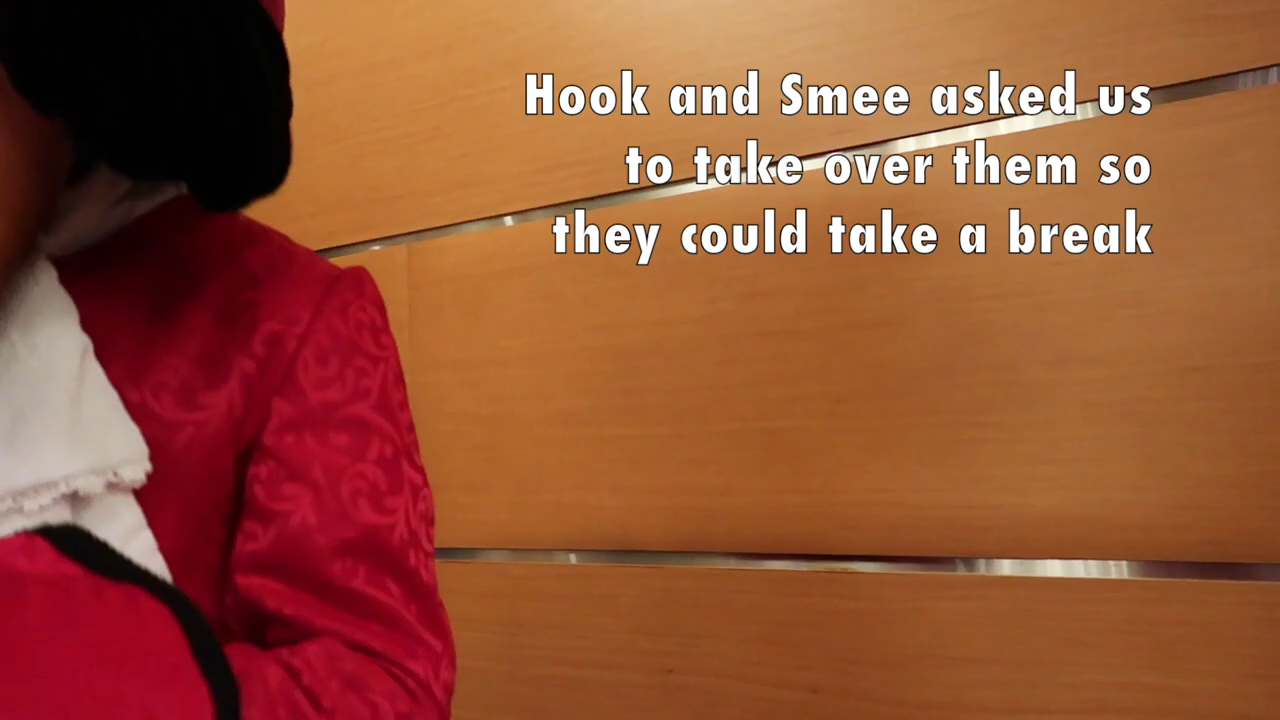 Hook and Smee asked us
to take over them so
they could take a break